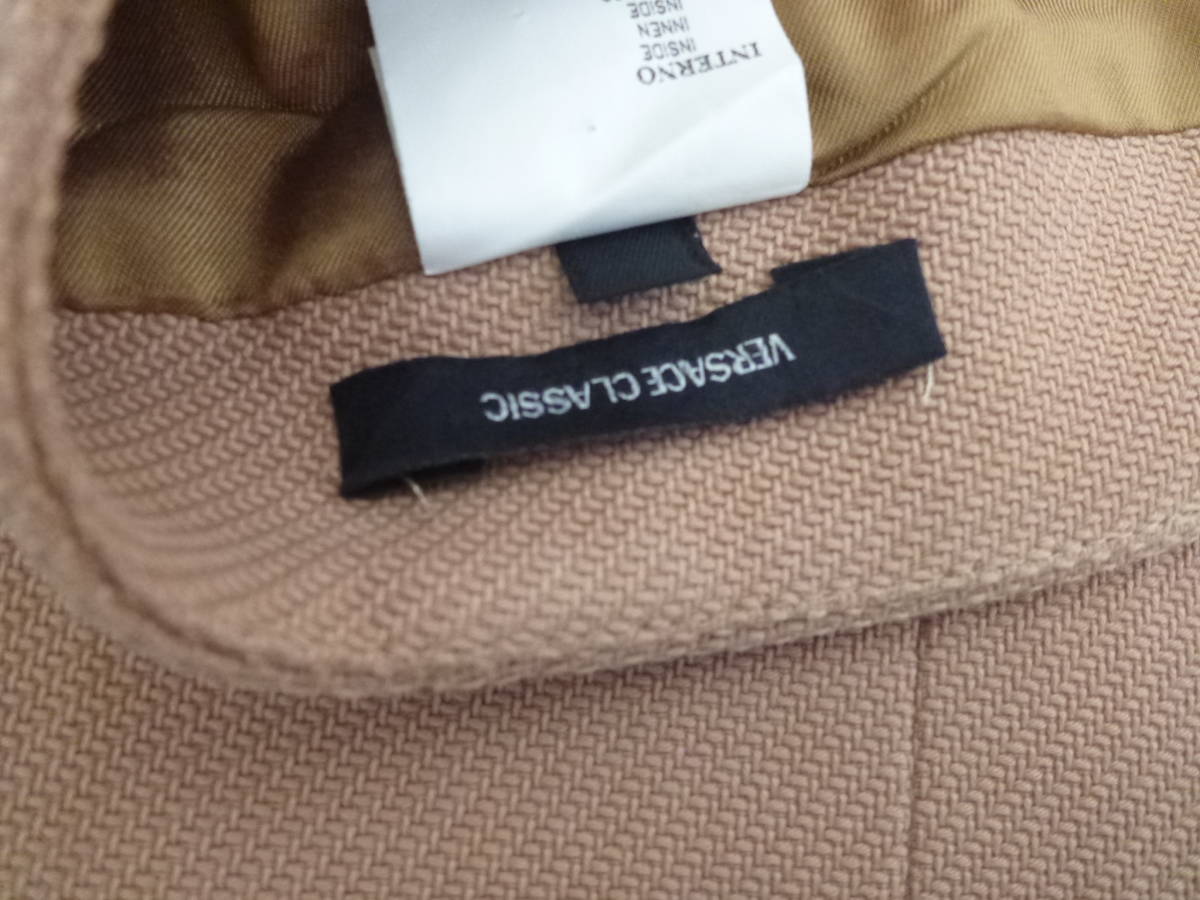 INTERNO
INSIDE
INNEN
INSIDE
VERSACE CLASSIC